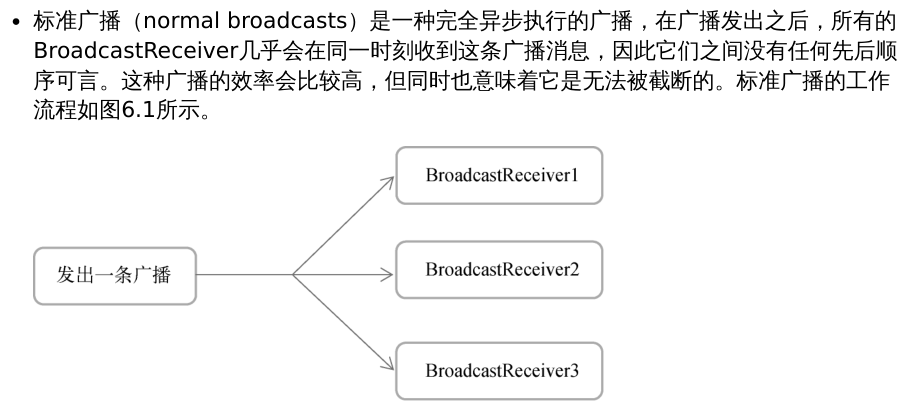 • 标准广播（normal broadcasts）是一种完全异步执行的广播，在广播发出之后，所有的
BroadcastReceiver几乎会在同一时刻收到这条广播消息，因此它们之间没有任何先后顺
序可言。这种广播的效率会比较高，但同时也意味着它是无法被截断的。标准广播的工作
流程如图6.1所示。
BroadcastReceiver1
发出一条广播
BroadcastReceiver2
BroadcastReceiver3